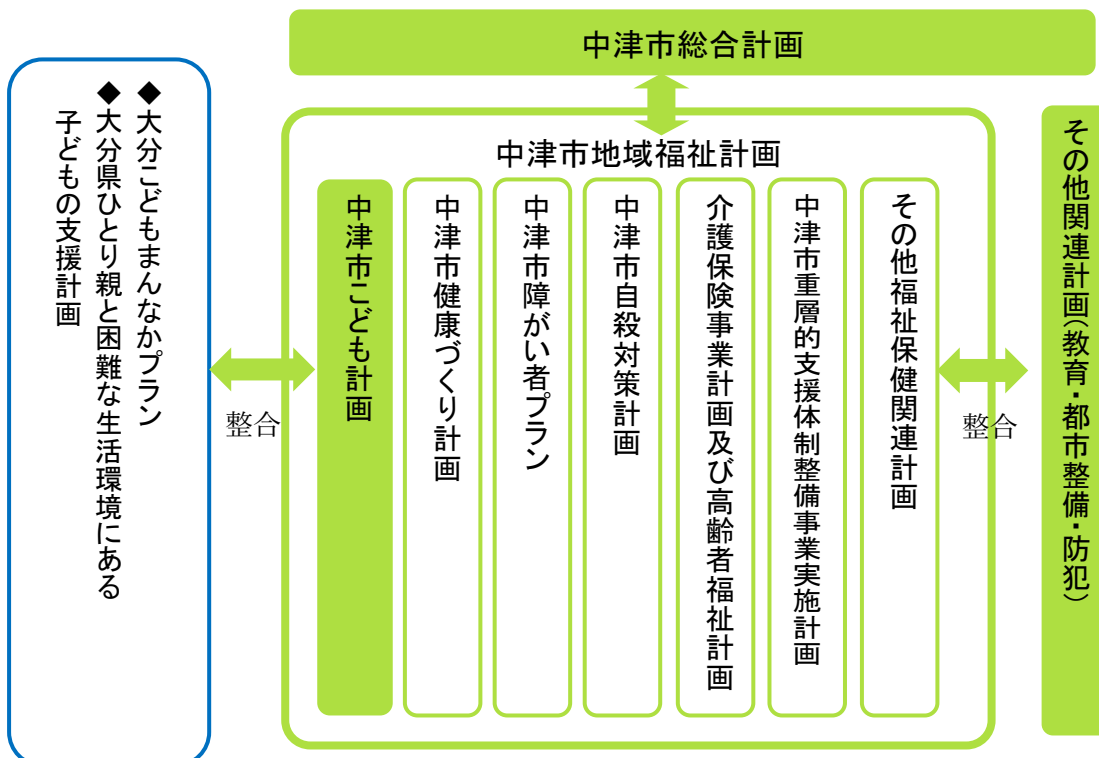 中津市総合計画
◆大分こどもまんなかプラン
◆大分県ひとり親と困難な生活環境にある
子どもの支援計画
整合
中津市地域福祉計画
中津市こども計画
中津市健康づくり計画
中津市障がい者プラン
中津市自殺対策計画
介護保険事業計画及び高齢者福祉計画
中津市重層的支援体制整備事業実施計画
その他福祉保健関連計画
整合
その他関連計画(教育・都市整備・防犯)